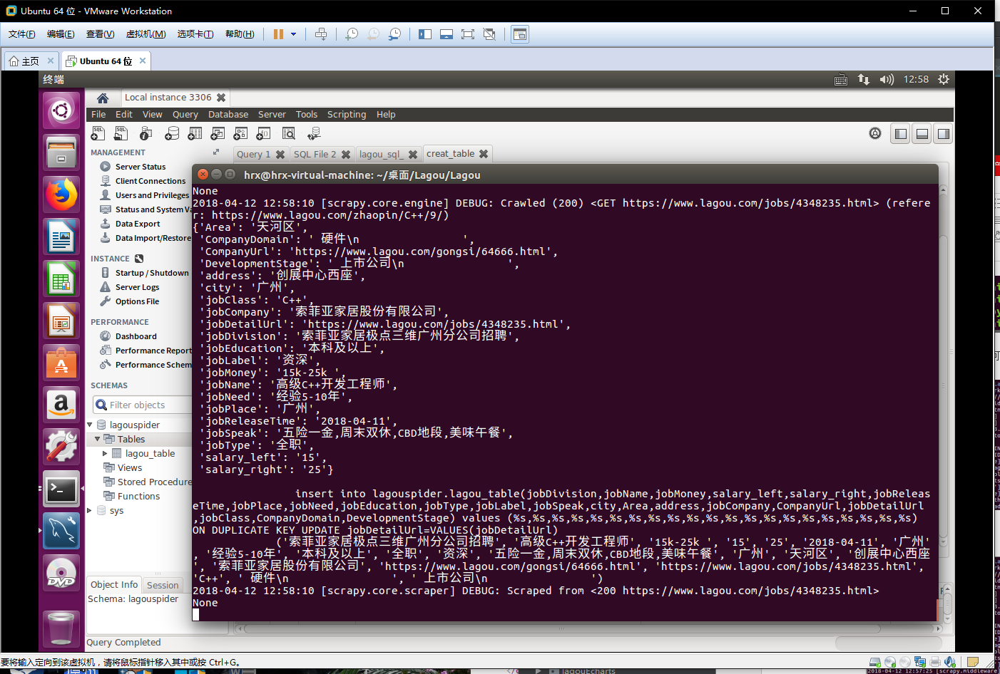 Ubuntu 64 位 - VMware Workstation
文件(F) 编辑(E) 查看(V) 虚拟机(M) 选项卡(T) 帮助(H)
主页 Ubuntu 64 位
终端 12:58
Local instance 3306
File Edit View Query Database Server Tools Scripting Help
MANAGEMENT
Query 1 SQL File 2 lagou_sql_ creat_table
Server Status
Client Connections
Users and Privileges
Status and System Va
Data Export
Data Import/Restore
INSTANCE
Startup / Shutdown
Server Logs
Options File
PERFORMANCE
Dashboard
Performance Report
Performance Schem
SCHEMAS
Filter objects
lagouspider
Tables
lagou_table
Views
Stored Procedure
Functions
sys
Object Info Session
Schema: lagouspider
Query Completed
hrx@hrx-virtual-machine: ~/桌面/Lagou/Lagou
None
2018-04-12 12:58:10 [scrapy.core.engine] DEBUG: Crawled (200) <GET https://www.lagou.com/jobs/4348235.html> (refere
r: https://www.lagou.com/zhaopin/C++/9/)
{'Area': '天河区',
'CompanyDomain': ' 硬件\n ',
'CompanyUrl': 'https://www.lagou.com/gongsi/64666.html',
'DevelopmentStage': ' 上市公司\n ',
'address': '创展中心西座',
'city': '广州',
'jobClass': 'C++',
'jobCompany': '索菲亚家居股份有限公司',
'jobDetailUrl': 'https://www.lagou.com/jobs/4348235.html',
'jobDivision': '索菲亚家居极点三维广州分公司招聘',
'jobEducation': '本科及以上',
'jobLabel': '资深',
'jobMoney': '15k-25k ',
'jobName': '高级C++开发工程师',
'jobNeed': '经验5-10年',
'jobPlace': '广州',
'jobReleaseTime': '2018-04-11',
'jobSpeak': '五险一金,周末双休,CBD地段,美味午餐',
'jobType': '全职',
'salary_left': '15',
'salary_right': '25'}
insert into lagouspider.lagou_table(jobDivision,jobName,jobMoney,salary_left,salary_right,jobReleas
eTime,jobPlace,jobNeed,jobEducation,jobType,jobLabel,jobSpeak,city,Area,address,jobCompany,CompanyUrl,jobDetailUrl
,jobClass,CompanyDomain,DevelopmentStage) values (%s,%s,%s,%s,%s,%s,%s,%s,%s,%s,%s,%s,%s,%s,%s,%s,%s,%s,%s,%s,%s)
ON DUPLICATE KEY UPDATE jobDetailUrl=VALUES(jobDetailUrl)
('索菲亚家居极点三维广州分公司招聘', '高级C++开发工程师', '15k-25k ', '15', '25', '2018-04-11', '广州'
, '经验5-10年', '本科及以上', '全职', '资深', '五险一金,周末双休,CBD地段,美味午餐', '广州', '天河区', '创展中心西座
', '索菲亚家居股份有限公司', 'https://www.lagou.com/gongsi/64666.html', 'https://www.lagou.com/jobs/4348235.html',
'C++', ' 硬件\n ', ' 上市公司\n ')
2018-04-12 12:58:10 [scrapy.core.scraper] DEBUG: Scraped from <200 https://www.lagou.com/jobs/4348235.html>
None
要将输入定向到该虚拟机，请将鼠标指针移入其中或按 Ctrl+G。
lagouEcharts
2018-04-12 12:57:25 [scrapy.middleware